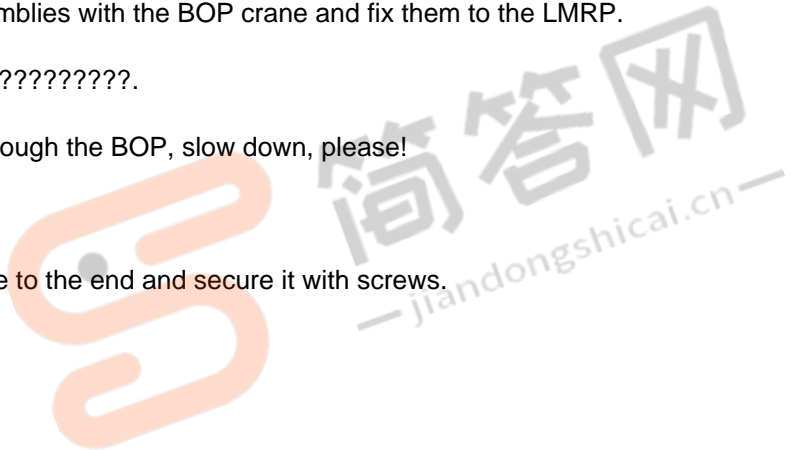 mblies with the BOP crane and fix them to the LMRP.
??????????.
ough the BOP, slow down, please!
e to the end and secure it with screws.
简答网
— jiandongshicai.cn —